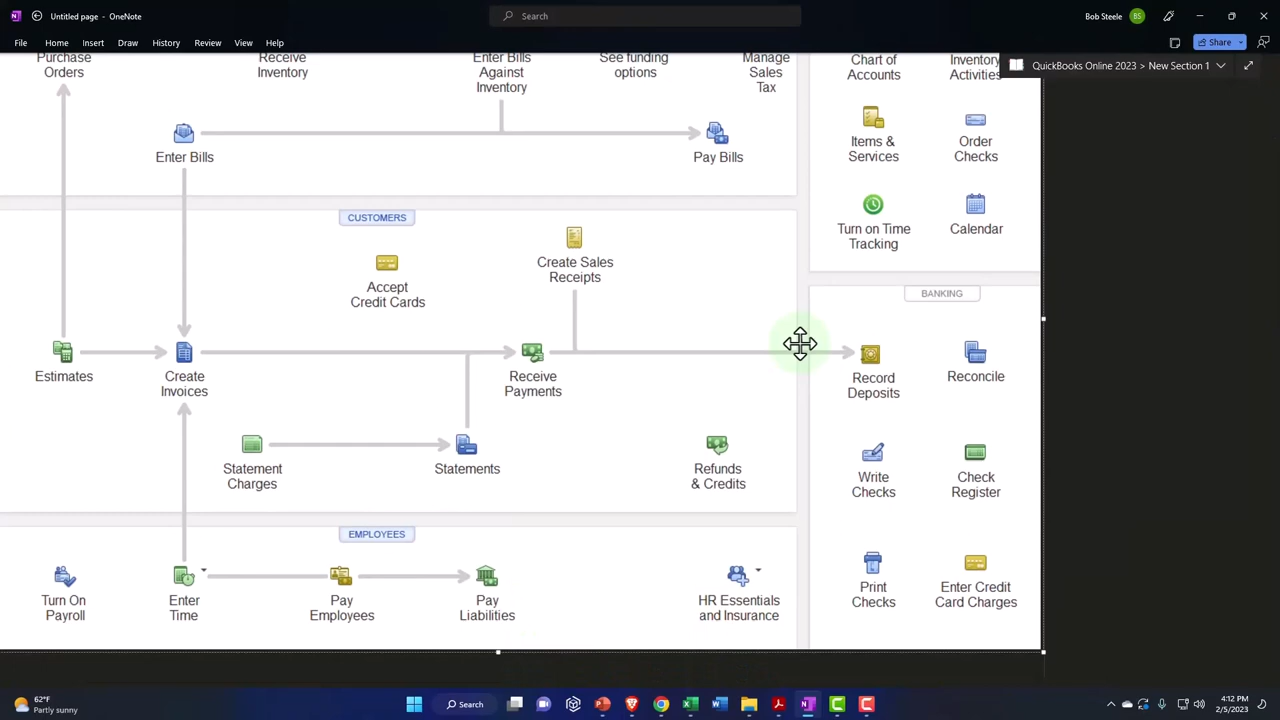 Untitled page - OneNote
Search
Bob Steele
BS
File
Home
Insert
Draw
History
Review
View
Help
Share
QuickBooks Online 2023 > New Section 1
Purchase
Orders
Receive
Inventory
Enter Bills
Against
Inventory
See funding
options
Manage
Sales
Tax
Chart of
Accounts
Inventory
Activities
Enter Bills
Pay Bills
Items &
Services
Order
Checks
Turn on Time
Tracking
Calendar
CUSTOMERS
Create Sales
Receipts
Accept
Credit Cards
BANKING
Estimates
Create
Invoices
Receive
Payments
Record
Deposits
Reconcile
Statement
Charges
Statements
Refunds
& Credits
Write
Checks
Check
Register
EMPLOYEES
Turn On
Payroll
Enter
Time
Pay
Employees
Pay
Liabilities
HR Essentials
and Insurance
Print
Checks
Enter Credit
Card Charges
62°F
Partly sunny
Search
4:12 PM
2/5/2023